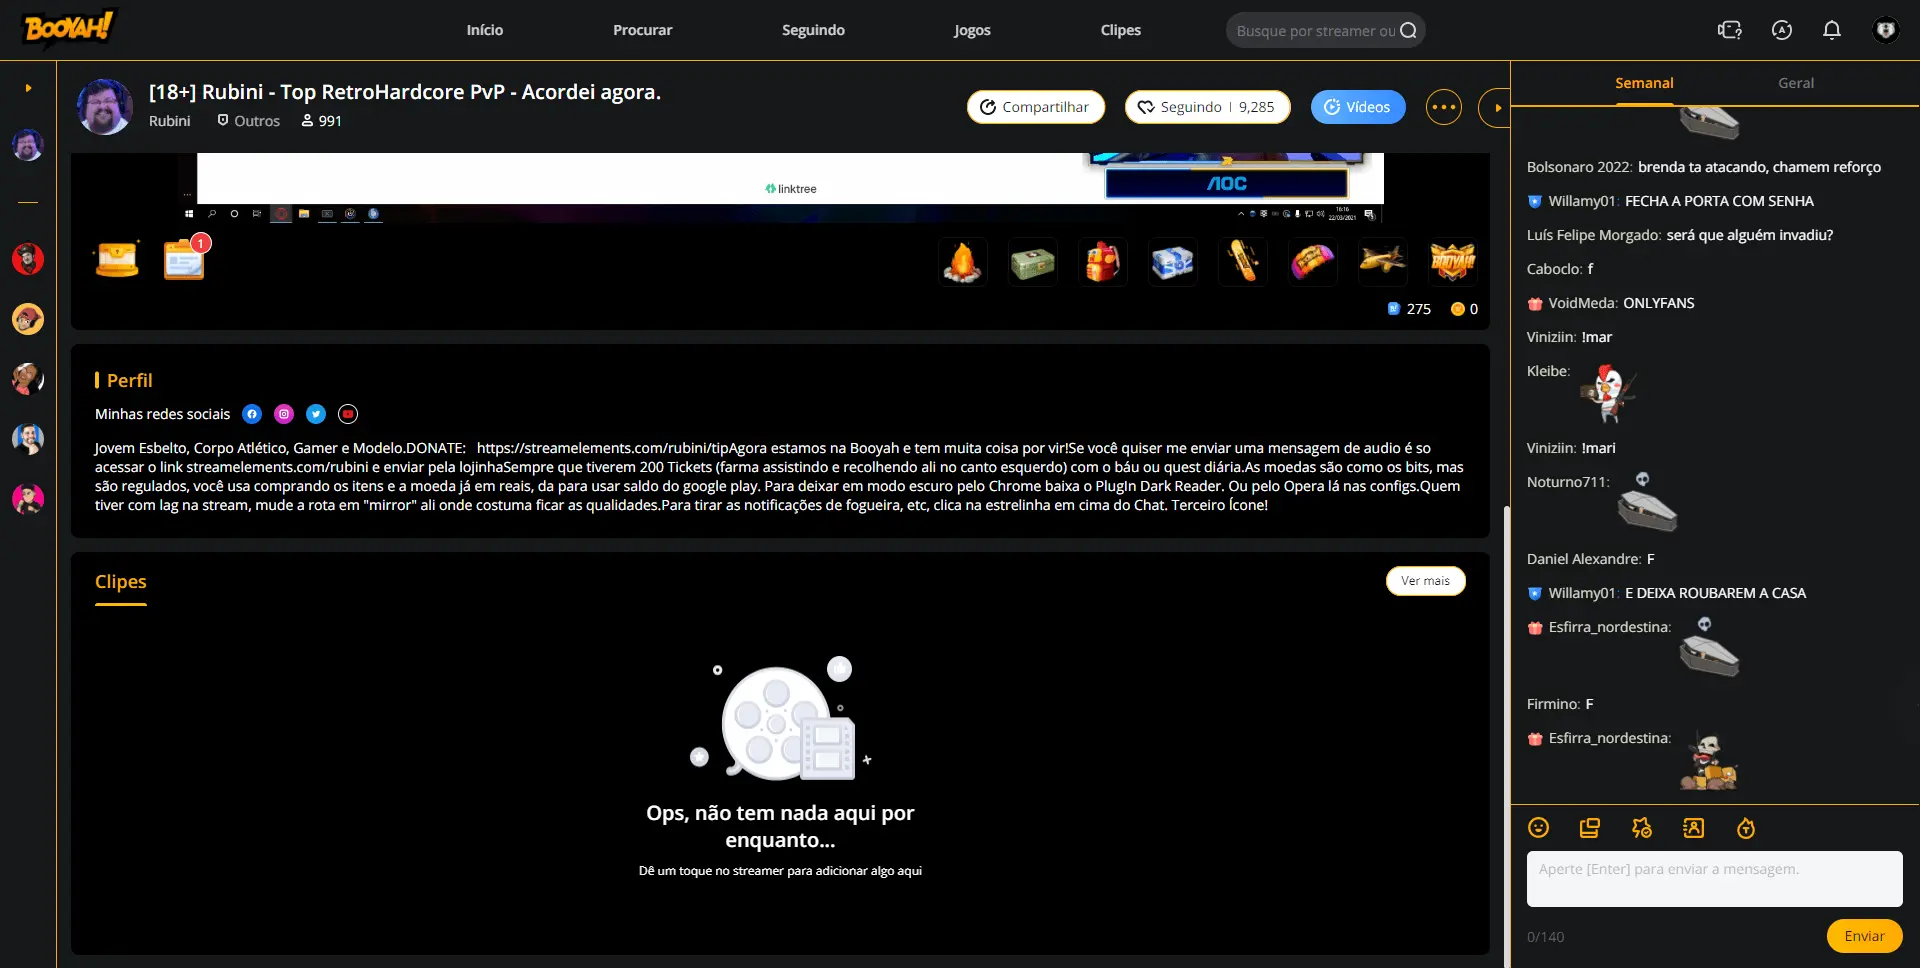 BOOYAH!
Início
Procurar
Seguindo
Jogos
Clipes
Busque por streamer ou
[18+] Rubini - Top RetroHardcore PvP - Acordei agora.
Rubini
Outros
991
Compartilhar
Seguindo
9,285
Vídeos
Semanal
Geral
linktree
AOC
16:16
22/03/2021
1
BOOYAH!
275
0
Perfil
Minhas redes sociais
Jovem Esbelto, Corpo Atlético, Gamer e Modelo.DONATE: https://streamelements.com/rubini/tipAgora estamos na Booyah e tem muita coisa por vir!Se você quiser me enviar uma mensagem de audio é so
acessar o link streamelements.com/rubini e enviar pela lojinhaSempre que tiverem 200 Tickets (farma assistindo e recolhendo ali no canto esquerdo) com o báu ou quest diária.As moedas são como os bits, mas
são regulados, você usa comprando os itens e a moeda já em reais, da para usar saldo do google play. Para deixar em modo escuro pelo Chrome baixa o PlugIn Dark Reader. Ou pelo Opera lá nas configs.Quem
tiver com lag na stream, mude a rota em "mirror" ali onde costuma ficar as qualidades.Para tirar as notificações de fogueira, etc, clica na estrelinha em cima do Chat. Terceiro Ícone!
Clipes
Ver mais
Ops, não tem nada aqui por
enquanto...
Dê um toque no streamer para adicionar algo aqui
Bolsonaro 2022: brenda ta atacando, chamem reforço
Willamy01: FECHA A PORTA COM SENHA
Luís Felipe Morgado: será que alguém invadiu?
Caboclo: f
VoidMeda: ONLYFANS
Viniziin: !mar
Kleibe:
Viniziin: !mari
Noturno711:
Daniel Alexandre: F
Willamy01: E DEIXA ROUBAREM A CASA
Esfirra_nordestina:
Firmino: F
Esfirra_nordestina:
Aperte [Enter] para enviar a mensagem.
0/140
Enviar